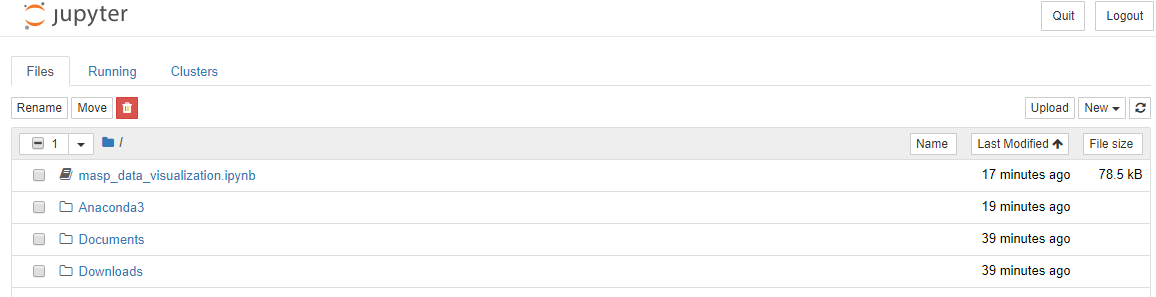 jupyter Quit Logout
Files Running Clusters
Rename Move Upload New
1 / Name Last Modified File size
masp_data_visualization.ipynb 17 minutes ago 78.5 kB
Anaconda3 19 minutes ago
Documents 39 minutes ago
Downloads 39 minutes ago